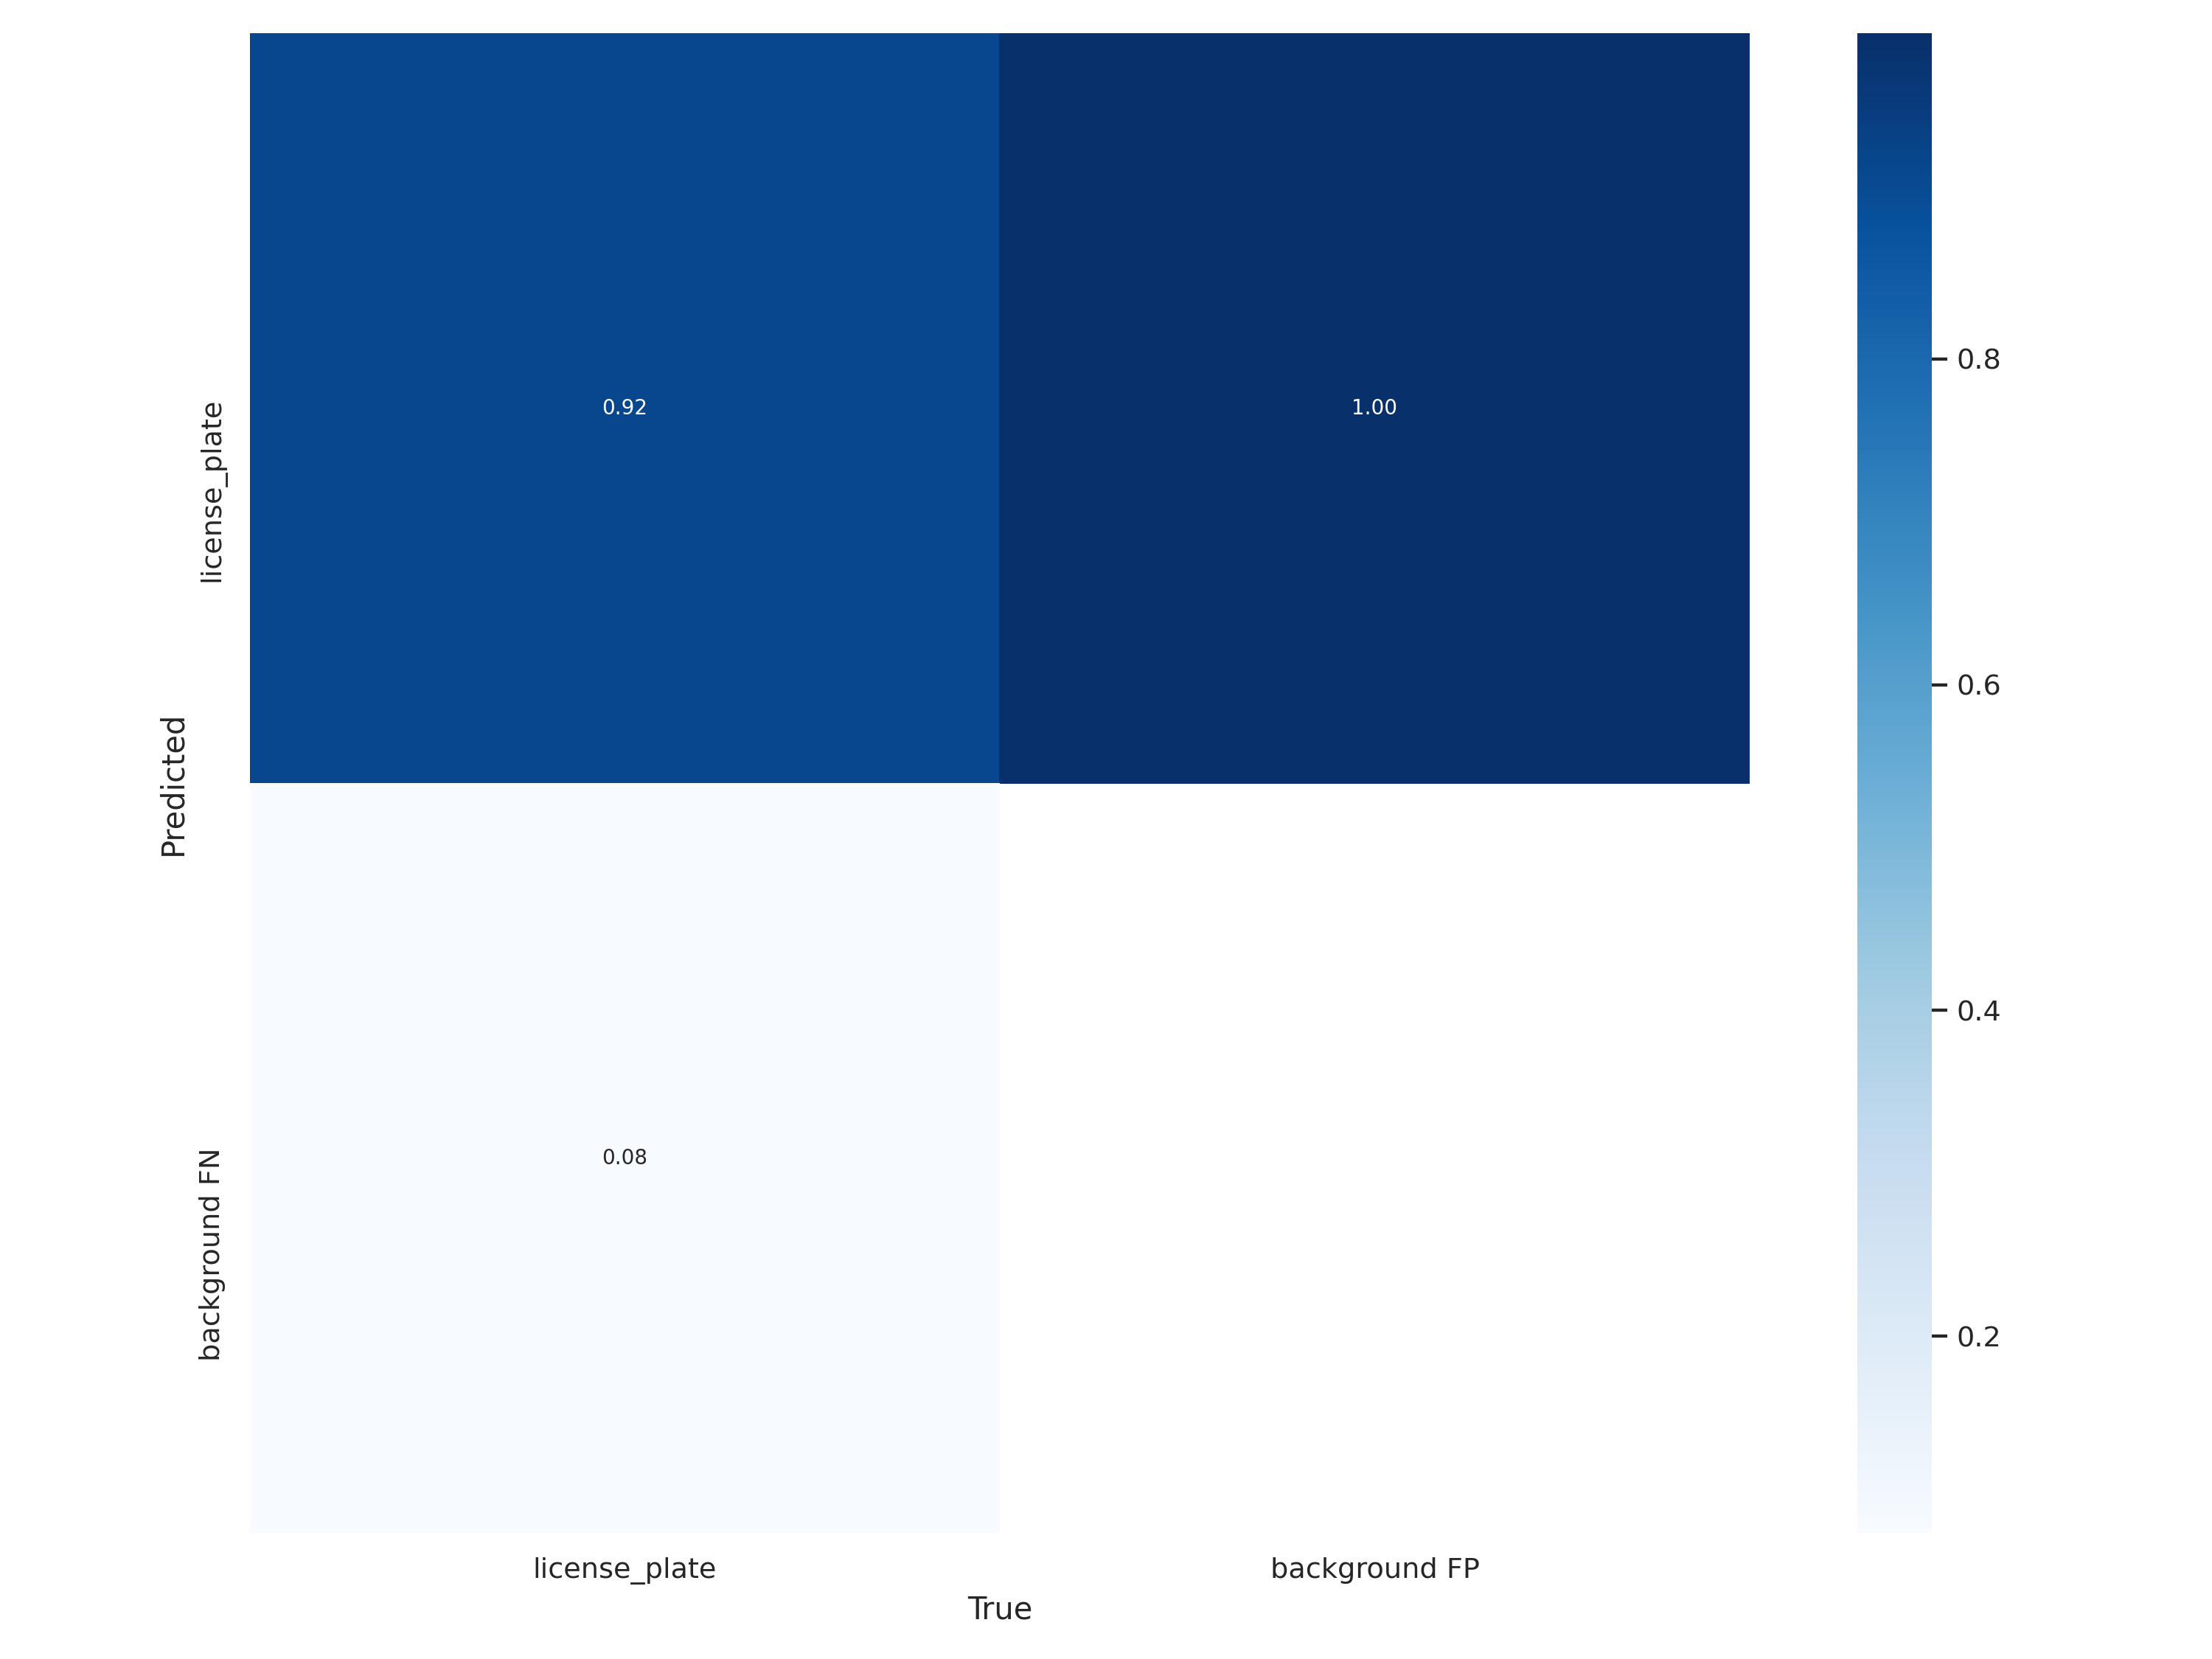 license_plate
background FN
Predicted
0.92
1.00
0.08
license_plate
background FP
True
0.8
0.6
0.4
0.2